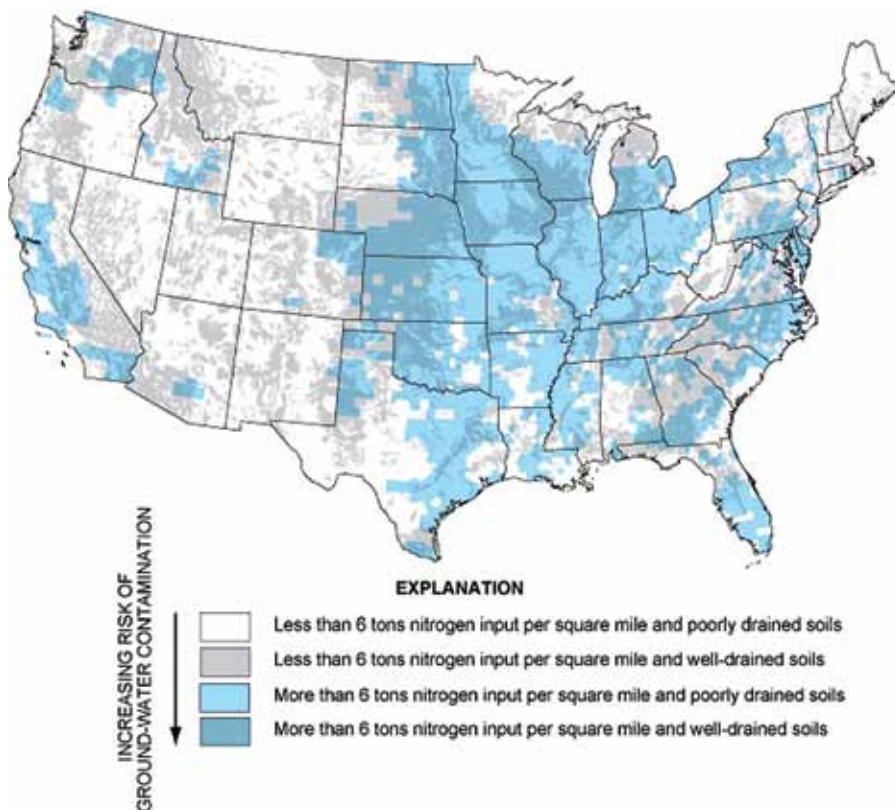 EXPLANATION
INCREASING RISK OF
GROUND-WATER CONTAMINATION
Less than 6 tons nitrogen input per square mile and poorly drained soils
Less than 6 tons nitrogen input per square mile and well-drained soils
More than 6 tons nitrogen input per square mile and poorly drained soils
More than 6 tons nitrogen input per square mile and well-drained soils